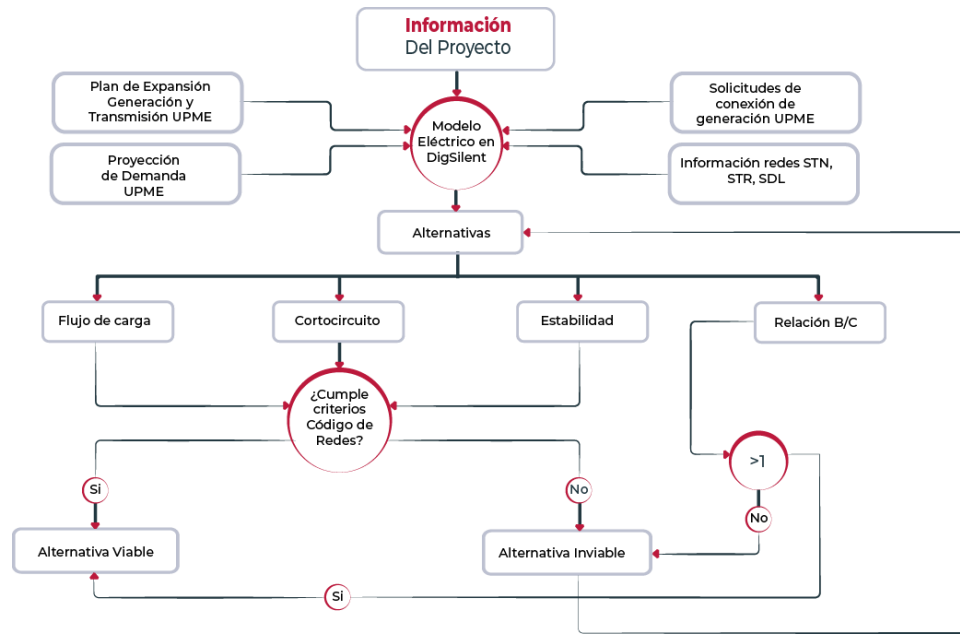 Información
Del Proyecto
Plan de Expansión
Generación y
Transmisión UPME
Solicitudes de
conexión de
generación UPME
Modelo
Eléctrico en
DigSilent
Proyección
de Demanda
UPME
Información redes STN,
STR, SDL
Alternativas
Flujo de carga
Cortocircuito
Estabilidad
Relación B/C
¿Cumple
criterios
Código de
Redes?
>1
Si
No
No
Alternativa Viable
Alternativa Inviable
Si